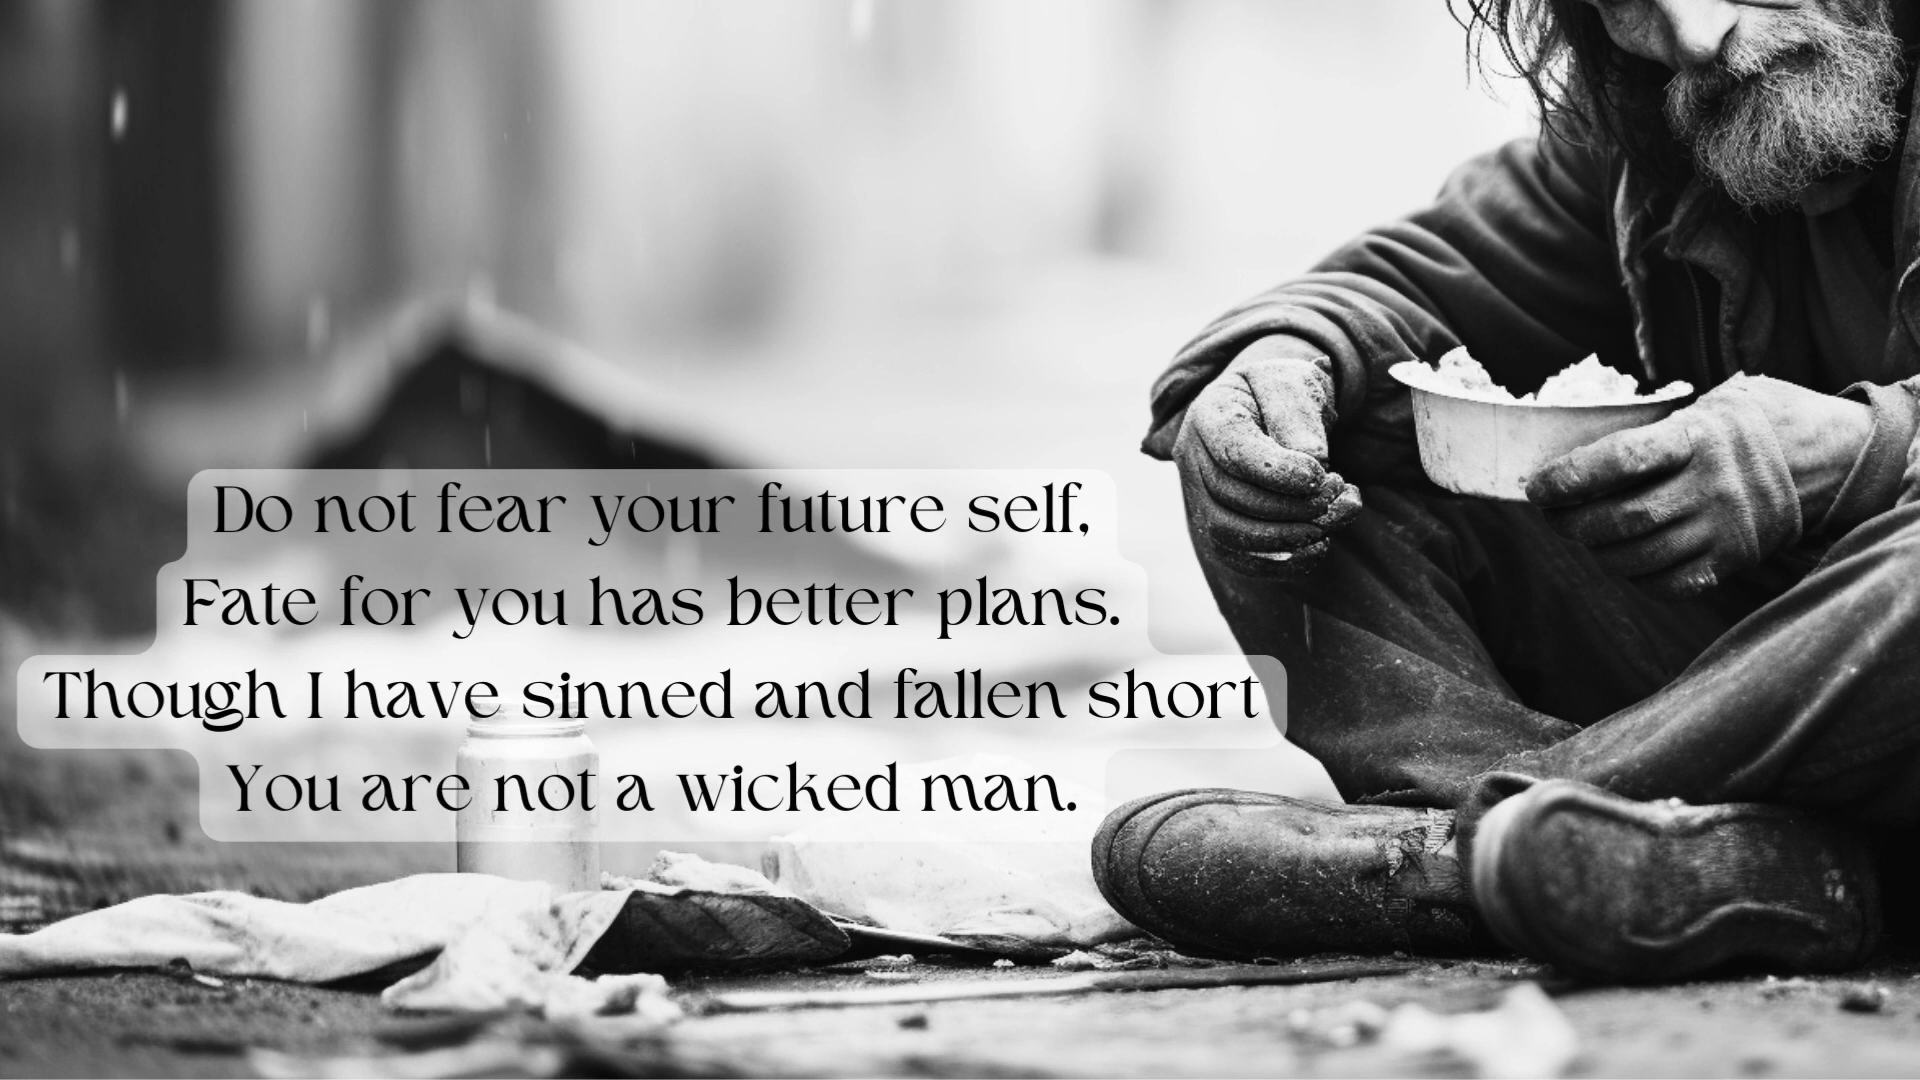 Do not fear your future self,
Fate for you has better plans.
Though I have sinned and fallen short
You are not a wicked man.